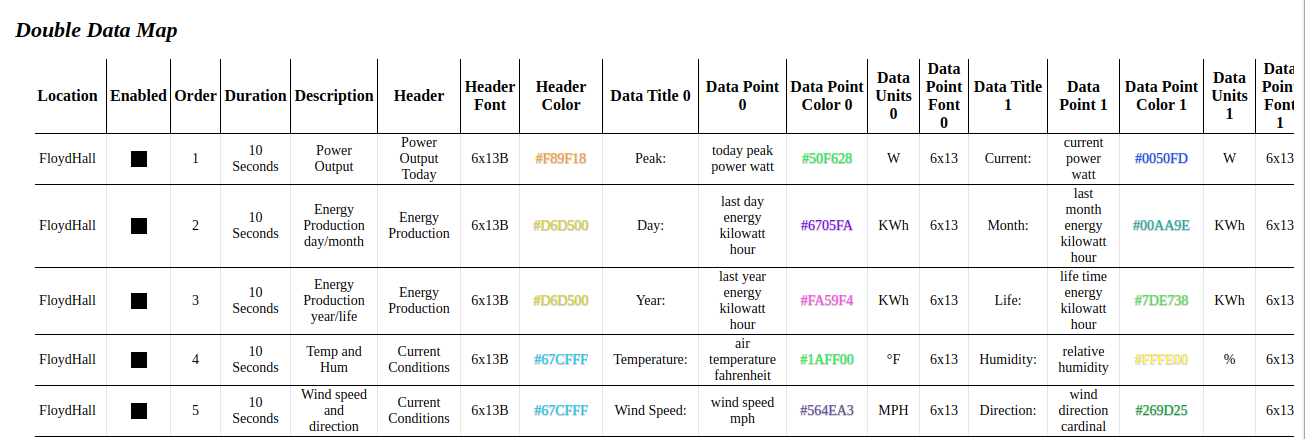 Double Data Map
Location Enabled Order Duration Description Header Header Font Header Color Data Title 0 Data Point 0 Data Point Color 0 Data Units 0 Data Point Font 0 Data Title 1 Data Point 1 Data Point Color 1 Data Units 1 Data Point Font 1
FloydHall 1 10 Seconds Power Output Power Output Today 6x13B #F89F18 Peak: today peak power watt #50F628 W 6x13 Current: current power watt #0050FD W 6x13
FloydHall 2 10 Seconds Energy Production day/month Energy Production 6x13B #D6D500 Day: last day energy kilowatt hour #6705FA KWh 6x13 Month: last month energy kilowatt hour #00AA9E KWh 6x13
FloydHall 3 10 Seconds Energy Production year/life Energy Production 6x13B #D6D500 Year: last year energy kilowatt hour #FA59F4 KWh 6x13 Life: life time energy kilowatt hour #7DE738 KWh 6x13
FloydHall 4 10 Seconds Temp and Hum Current Conditions 6x13B #67CFFF Temperature: air temperature fahrenheit #1AFF00 °F 6x13 Humidity: relative humidity #FFFE00 % 6x13
FloydHall 5 10 Seconds Wind speed and direction Current Conditions 6x13B #67CFFF Wind Speed: wind speed mph #564EA3 MPH 6x13 Direction: wind direction cardinal #269D25 6x13